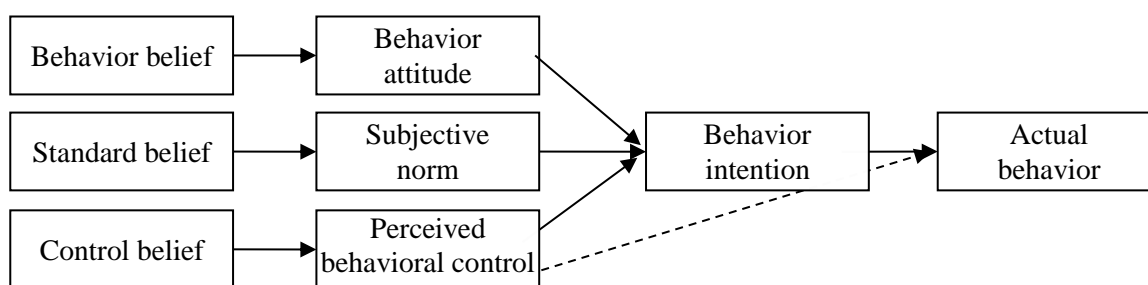 Behavior belief
Behavior
attitude
Standard belief
Subjective
norm
Behavior
intention
Actual
behavior
Control belief
Perceived
behavioral control